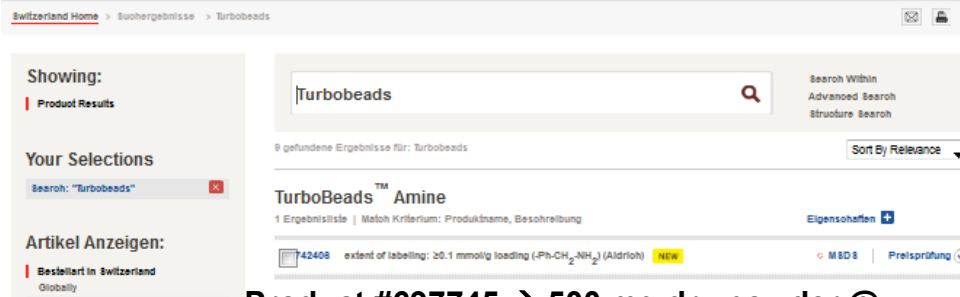 Switzerland Home > Suchergebnisse > Turbobeads
Showing:
Product Results
Your Selections
Search: "Turbobeads"
Artikel Anzeigen:
Bestellart in Switzerland
Globally
Turbobeads
Search Within
Advanced Search
Structure Search
9 gefundene Ergebnisse für: Turbobeads
Sort By Relevance
TurboBeads™ Amine
1 Ergebnisliste | Match Kriterium: Produktname, Beschreibung
Eigenschaften
742406 extent of labeling: ≥0.1 mmol/g loading (-Ph-CH2-NH2) (Aldrich) NEW
MSDS | Preisprüfung